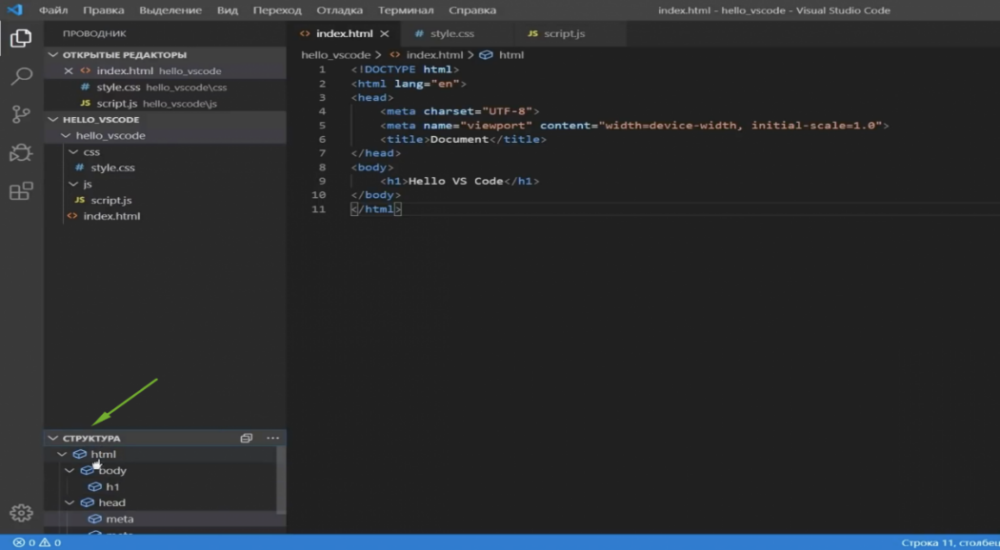 Файл Правка Выделение Вид Переход Отладка Терминал Справка index.html - hello_vscode - Visual Studio Code
ПРОВОДНИК
ОТКРЫТЫЕ РЕДАКТОРЫ
index.html hello_vscode
# style.css hello_vscode\css
JS script.js hello_vscode\js
HELLO_VSCODE
hello_vscode
css
# style.css
js
JS script.js
<> index.html
<> index.html × # style.css JS script.js
hello_vscode > <> index.html > html
1 <!DOCTYPE html>
2 <html lang="en">
3 <head>
4 <meta charset="UTF-8">
5 <meta name="viewport" content="width=device-width, initial-scale=1.0">
6 <title>Document</title>
7 </head>
8 <body>
9 <h1>Hello VS Code</h1>
10 </body>
11 </html>
СТРУКТУРА
html
body
h1
head
meta
0 0 Строка 11, столбец